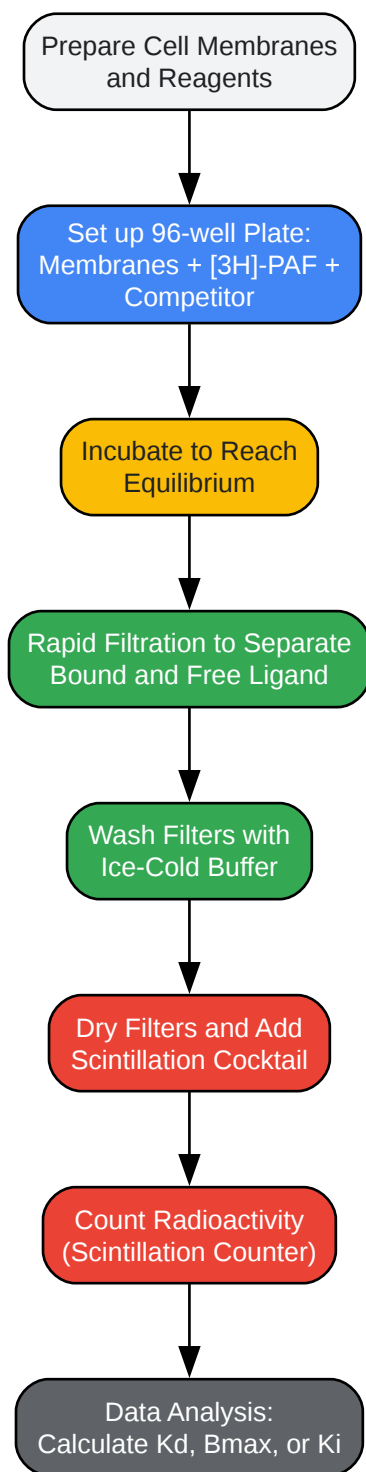 Prepare Cell Membranes
and Reagents
Set up 96-well Plate:
Membranes + [3H]-PAF +
Competitor
Incubate to Reach
Equilibrium
Rapid Filtration to Separate
Bound and Free Ligand
Wash Filters with
Ice-Cold Buffer
Dry Filters and Add
Scintillation Cocktail
Count Radioactivity
(Scintillation Counter)
Data Analysis:
Calculate Kd, Bmax, or Ki